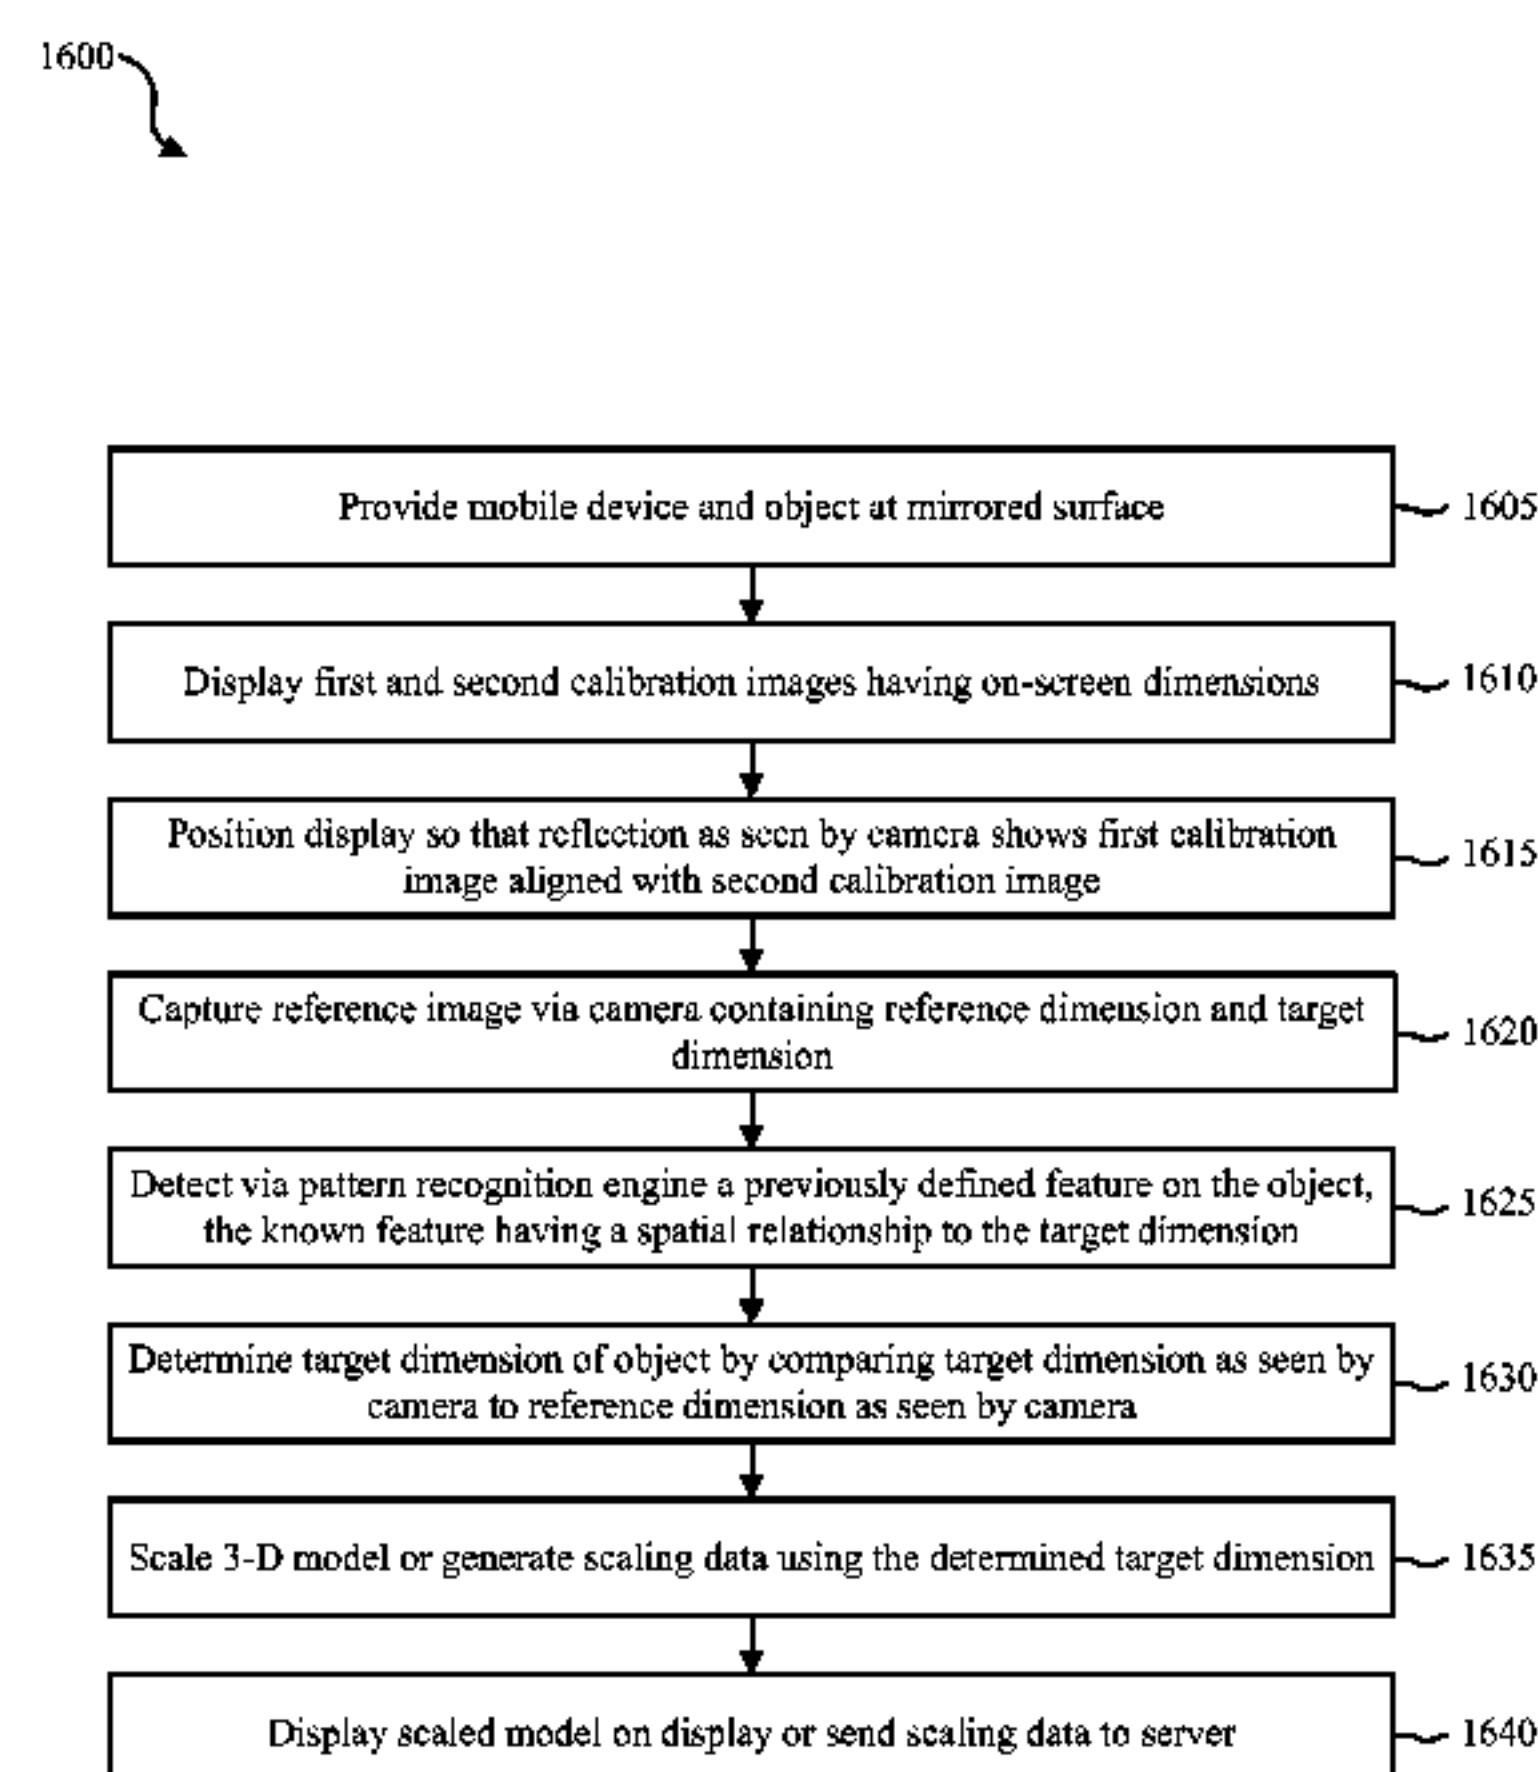 1600
Provide mobile device and object at mirrored surface
1605
Display first and second calibration images having on-screen dimensions
1610
Position display so that reflection as seen by camera shows first calibration
image aligned with second calibration image
1615
Capture reference image via camera containing reference dimension and target
dimension
1620
Detect via pattern recognition engine a previously defined feature on the object,
the known feature having a spatial relationship to the target dimension
1625
Determine target dimension of object by comparing target dimension as seen by
camera to reference dimension as seen by camera
1630
Scale 3-D model or generate scaling data using the determined target dimension
1635
Display scaled model on display or send scaling data to server
1640